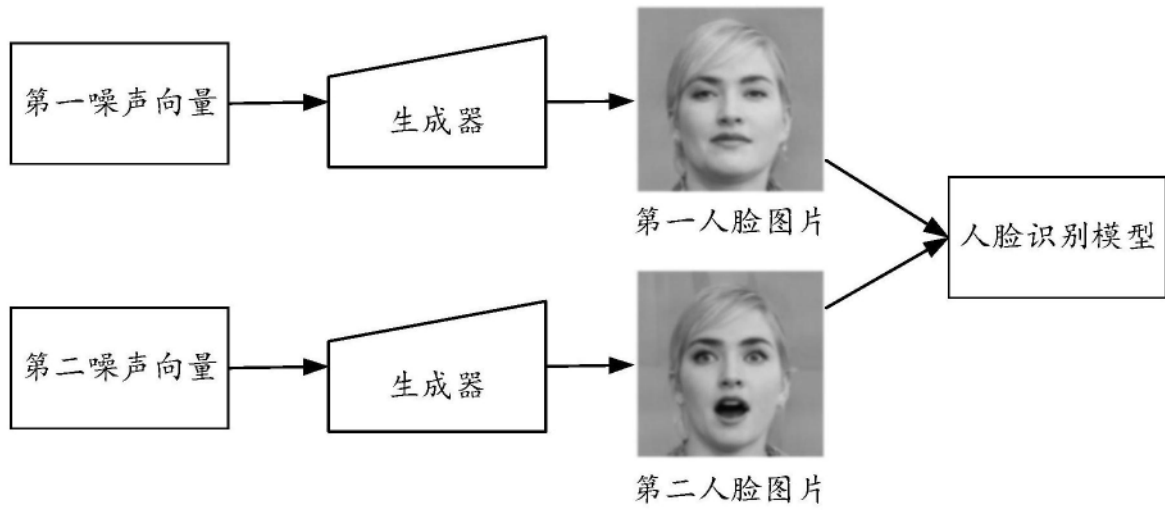 第一噪声向量
生成器
第一人脸图片
人脸识别模型
第二噪声向量
生成器
第二人脸图片